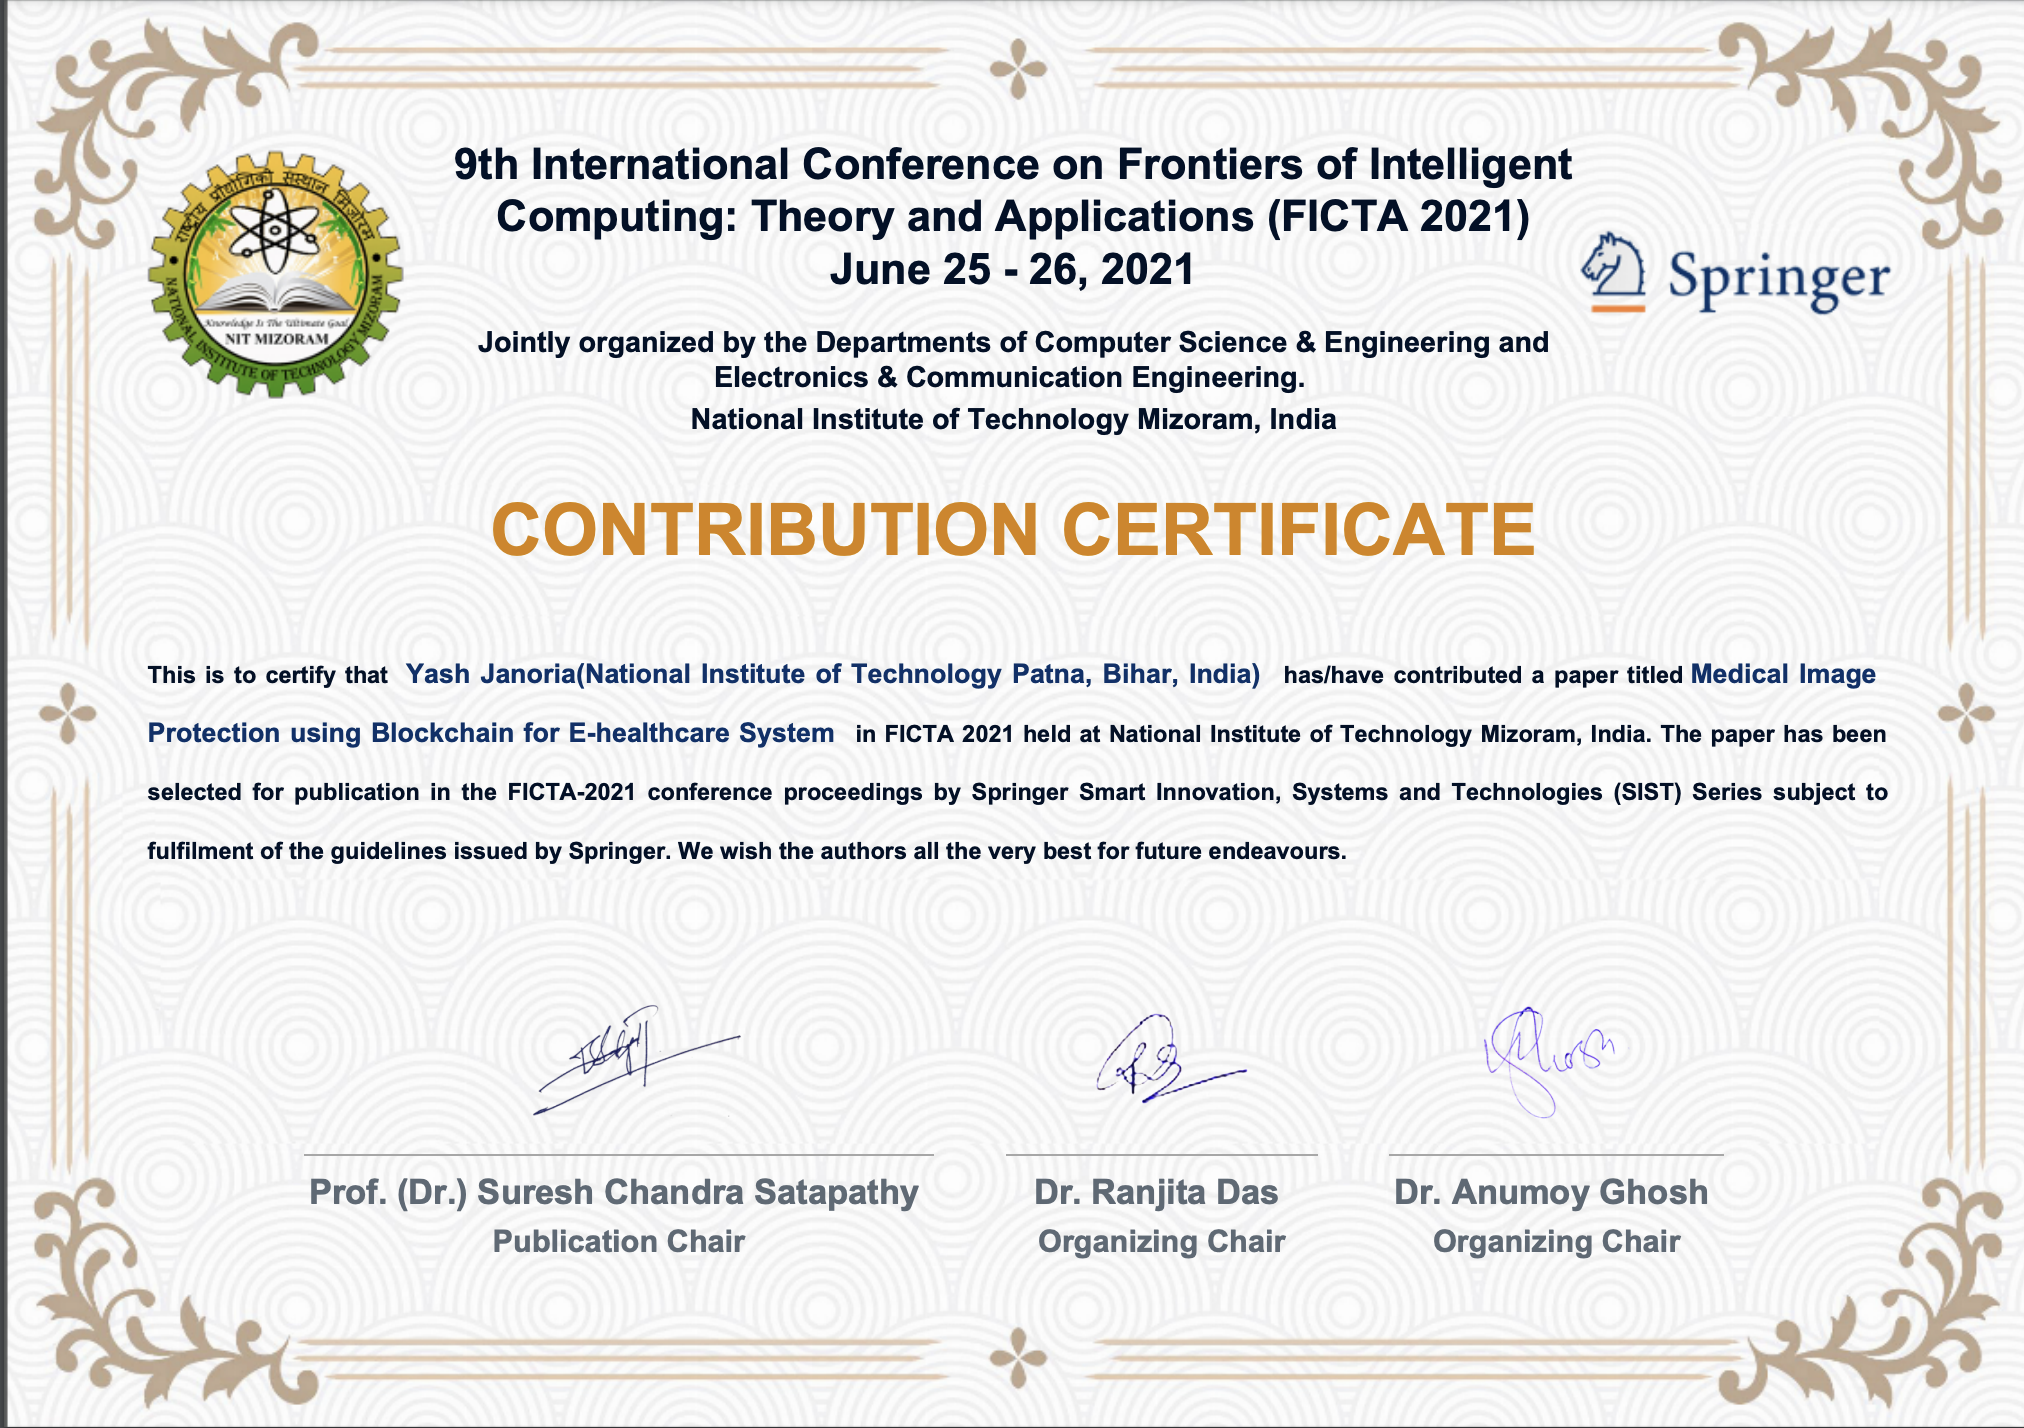 9th International Conference on Frontiers of Intelligent
Computing: Theory and Applications (FICTA 2021)
June 25 - 26, 2021
राष्ट्रीय प्रौद्योगिकी संस्थान मिज़ोरम
Knowledge Is The Ultimate Goal
NIT MIZORAM
NATIONAL INSTITUTE OF TECHNOLOGY MIZORAM
Springer
Jointly organized by the Departments of Computer Science & Engineering and
Electronics & Communication Engineering.
National Institute of Technology Mizoram, India
CONTRIBUTION CERTIFICATE
This is to certify that Yash Janoria(National Institute of Technology Patna, Bihar, India) has/have contributed a paper titled Medical Image
Protection using Blockchain for E-healthcare System in FICTA 2021 held at National Institute of Technology Mizoram, India. The paper has been
selected for publication in the FICTA-2021 conference proceedings by Springer Smart Innovation, Systems and Technologies (SIST) Series subject to
fulfilment of the guidelines issued by Springer. We wish the authors all the very best for future endeavours.
Prof. (Dr.) Suresh Chandra Satapathy
Publication Chair
Dr. Ranjita Das
Organizing Chair
Dr. Anumoy Ghosh
Organizing Chair